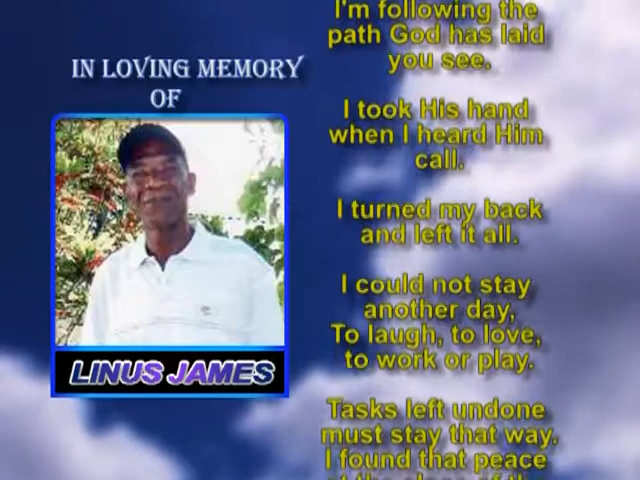 IN LOVING MEMORY
OF
LINUS JAMES
I'm following the
path God has laid
you see.
I took His hand
when I heard Him
call.
I turned my back
and left it all.
I could not stay
another day,
To laugh, to love,
to work or play.
Tasks left undone
must stay that way.
I found that peace